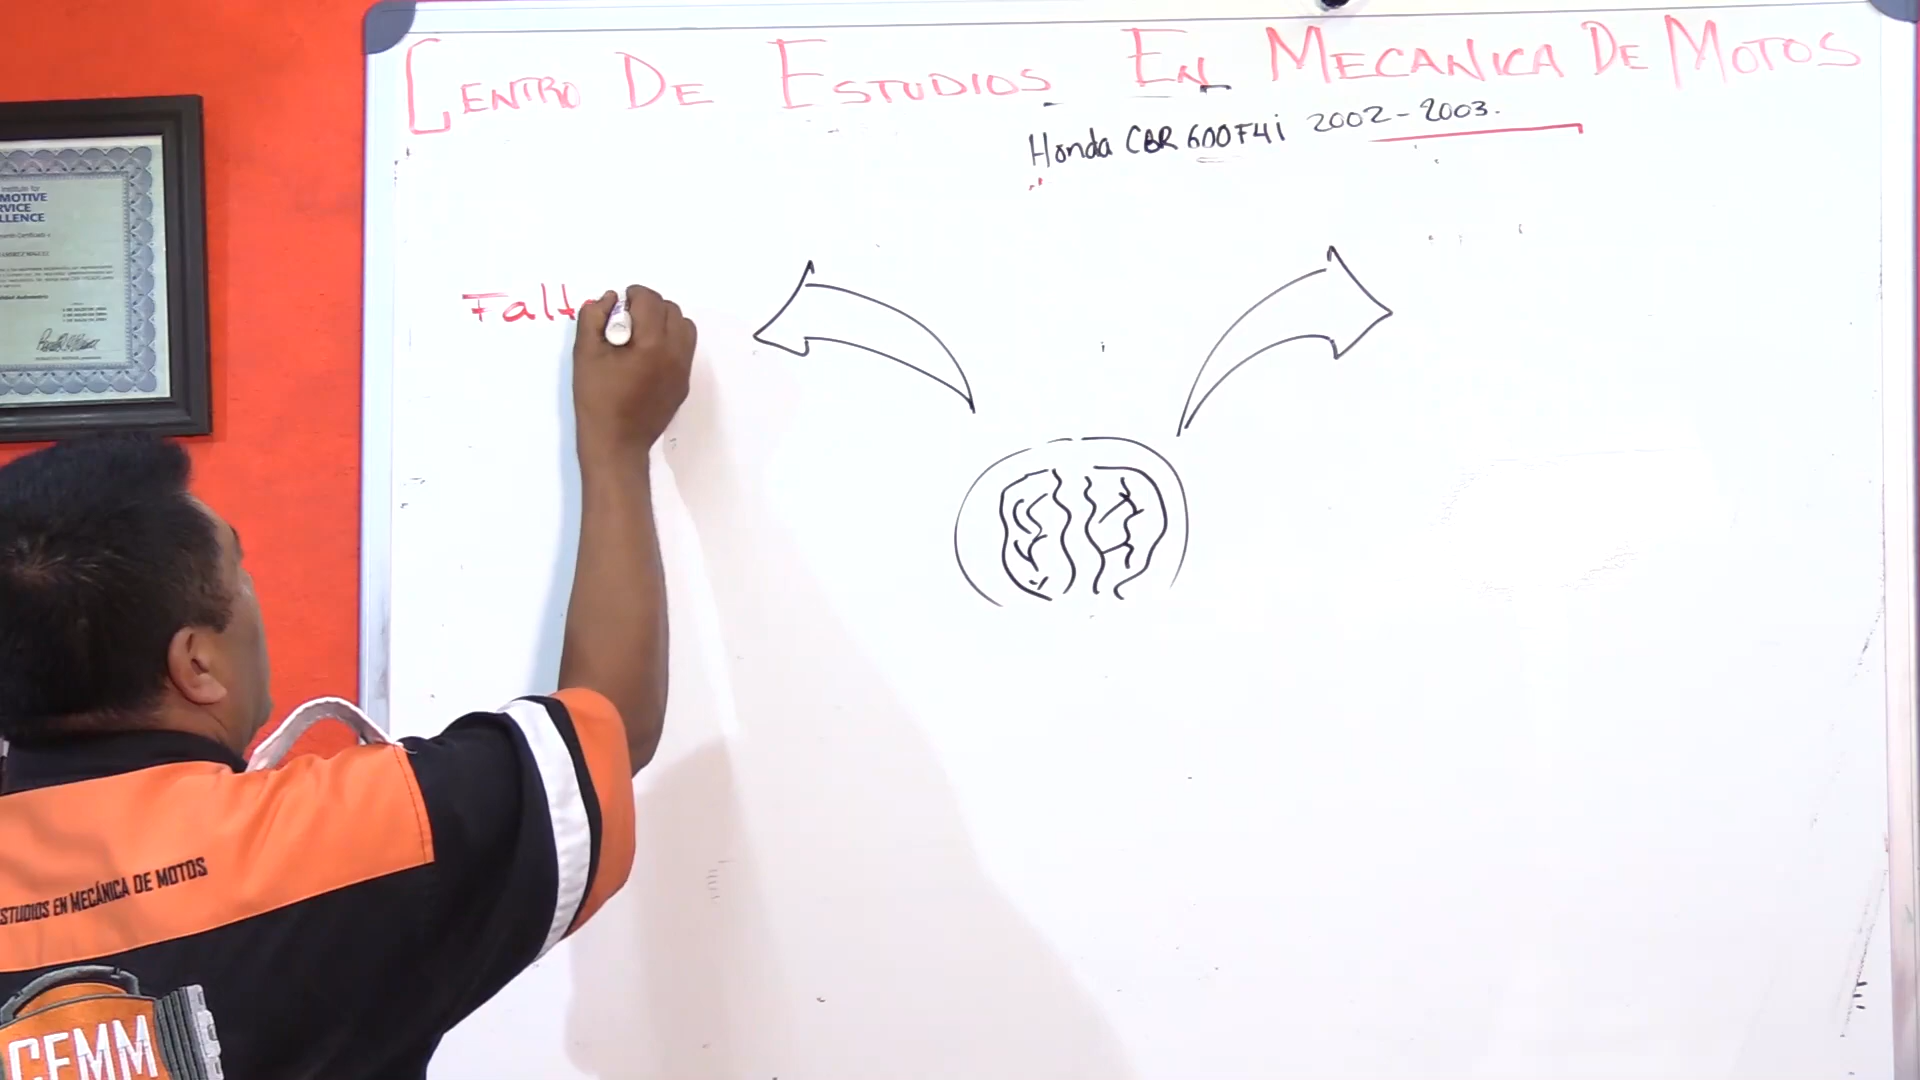 CENTRO DE ESTUDIOS EN MECANICA DE MOTOS
Honda CBR 600F4i 2002-2003.
Falt
MOTIVE
RVICE
LLENCE
STUDIOS EN MECÁNICA DE MOTOS
CEMM